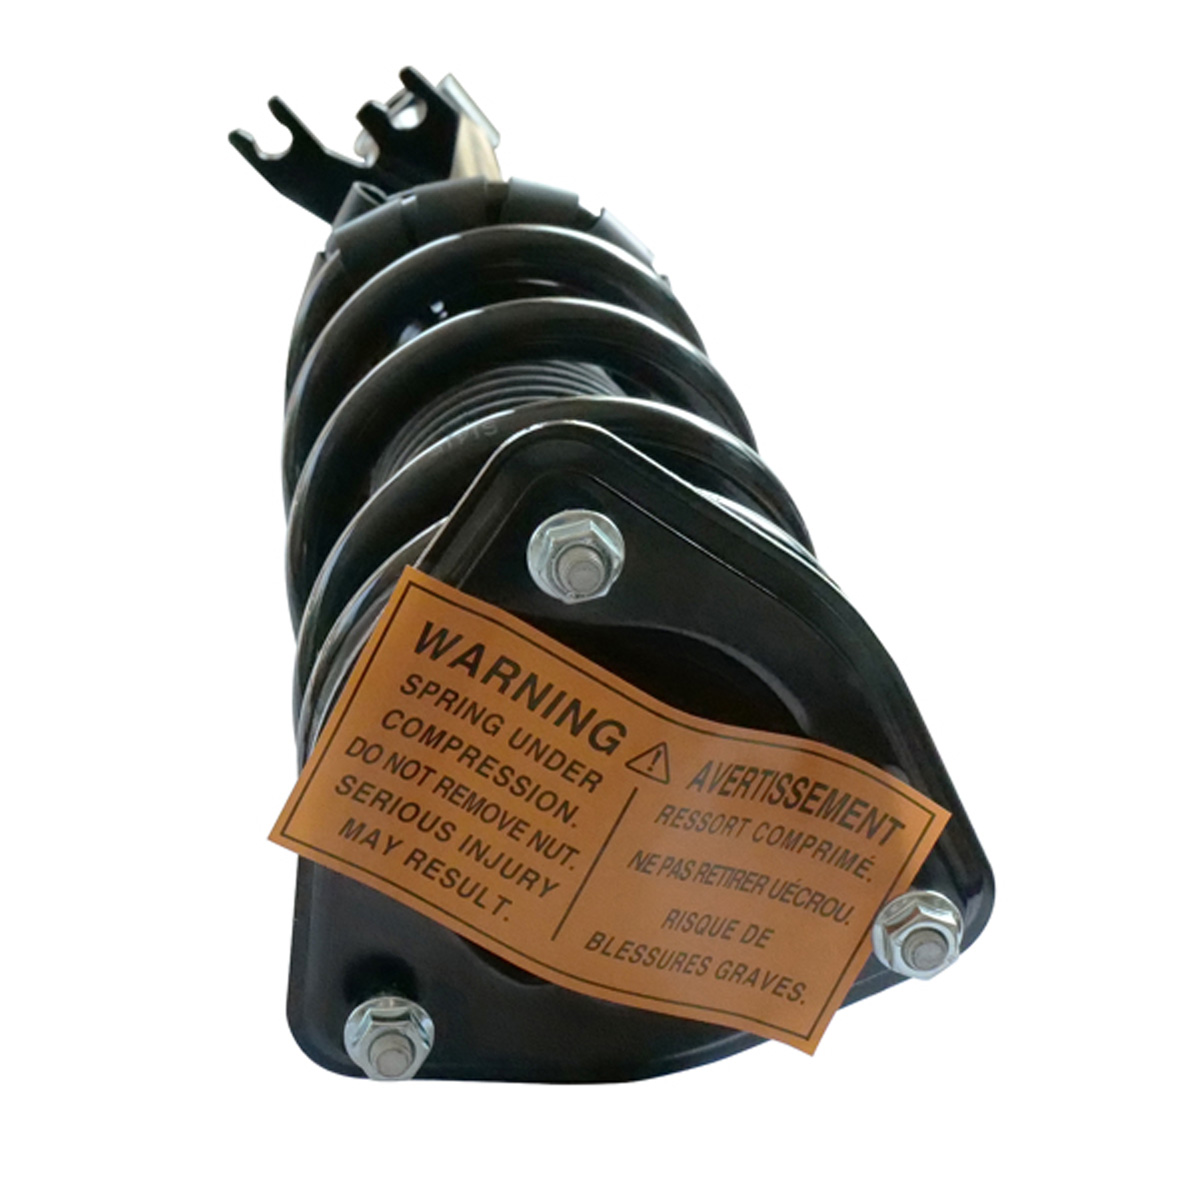 WARNING
SPRING UNDER
COMPRESSION.
DO NOT REMOVE NUT.
SERIOUS INJURY
MAY RESULT.
AVERTISSEMENT
RESSORT COMPRIMÉ.
NE PAS RETIRER UÉCROU.
RISQUE DE
BLESSURES GRAVES.